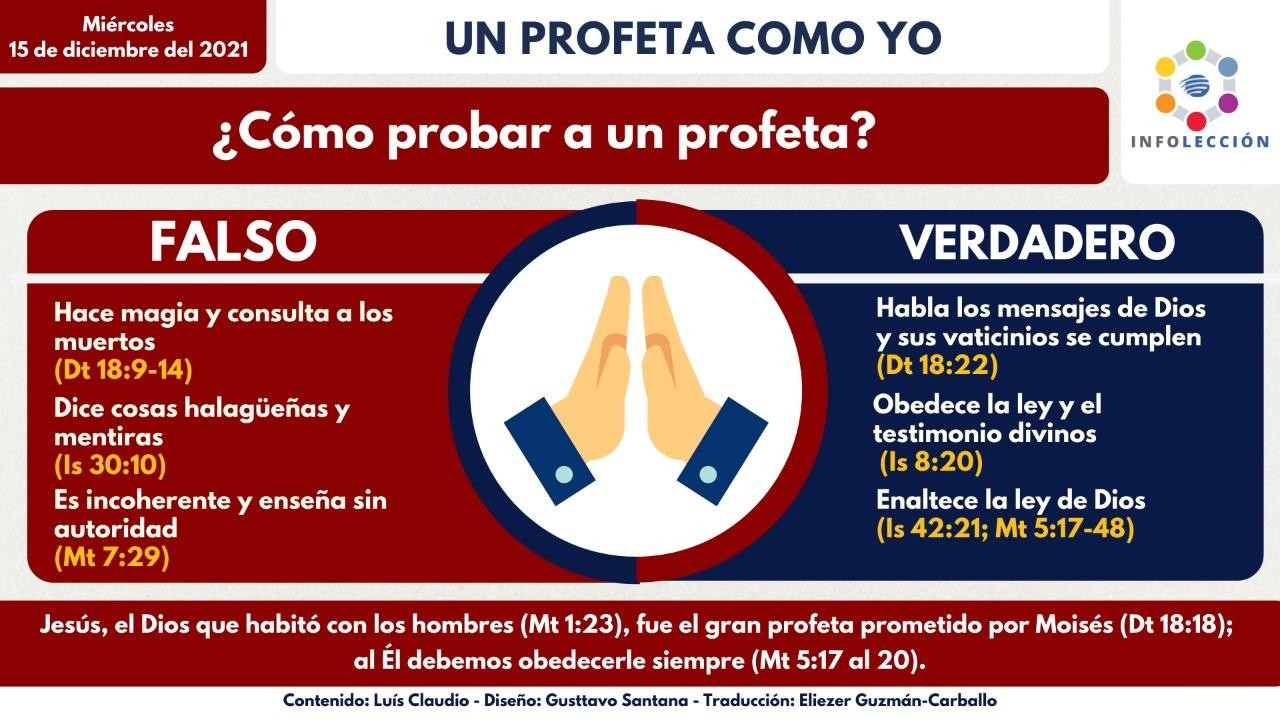 Miércoles
15 de diciembre del 2021
UN PROFETA COMO YO
INFOLECCIÓN
¿Cómo probar a un profeta?
FALSO
Hace magia y consulta a los
muertos
(Dt 18:9-14)
Dice cosas halagüeñas y
mentiras
(Is 30:10)
Es incoherente y enseña sin
autoridad
(Mt 7:29)
VERDADERO
Habla los mensajes de Dios
y sus vaticinios se cumplen
(Dt 18:22)
Obedece la ley y el
testimonio divinos
(Is 8:20)
Enaltece la ley de Dios
(Is 42:21; Mt 5:17-48)
Jesús, el Dios que habitó con los hombres (Mt 1:23), fue el gran profeta prometido por Moisés (Dt 18:18);
al Él debemos obedecerle siempre (Mt 5:17 al 20).
Contenido: Luís Claudio - Diseño: Gusttavo Santana - Traducción: Eliezer Guzmán-Carballo